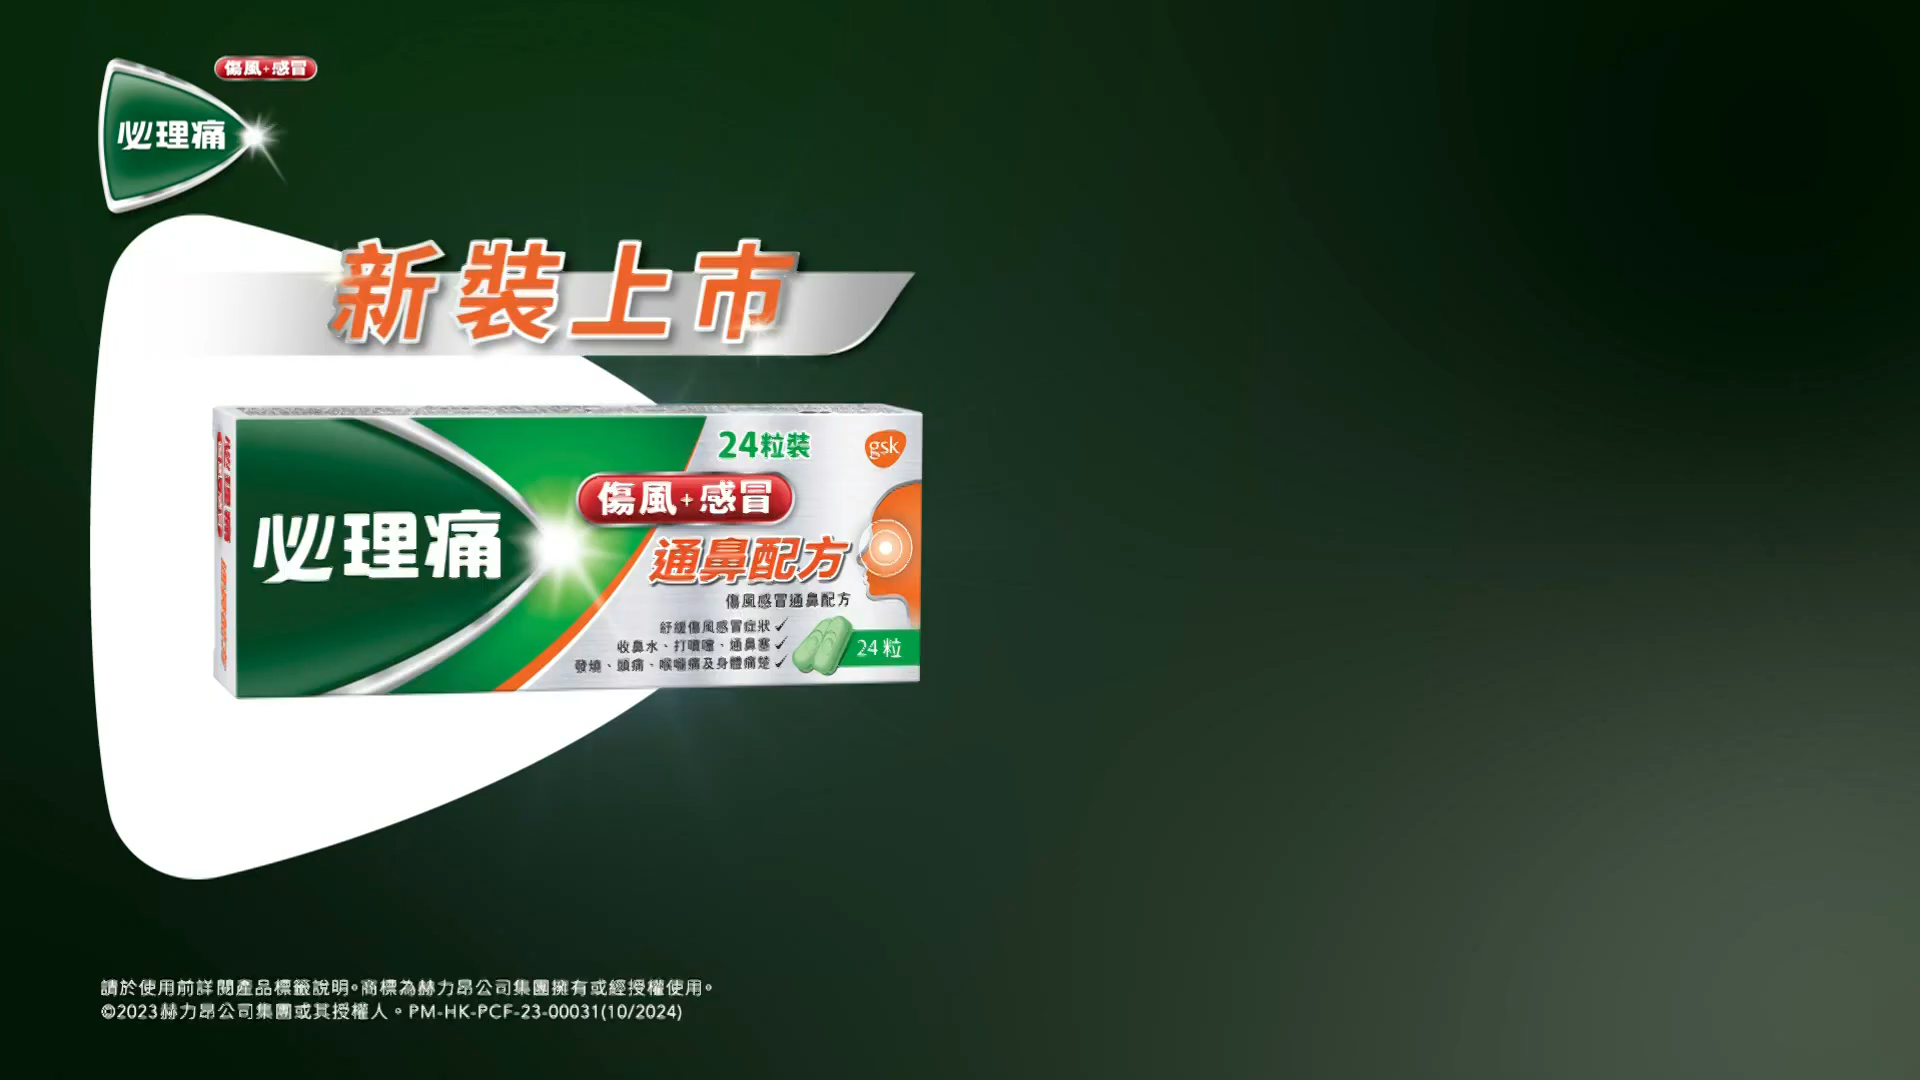 傷風+感冒
必理痛
新裝上市
24粒裝
gsk
傷風+感冒
必理痛
通鼻配方
傷風感冒通鼻配方
紓緩傷風感冒症狀✓
收鼻水、打噴嚏、通鼻塞✓
發燒、頭痛、喉嚨痛及身體痛楚✓
24 粒
請於使用前詳閱產品標籤說明。商標為赫力昂公司集團擁有或經授權使用。
©2023赫力昂公司集團或其授權人。PM-HK-PCF-23-00031(10/2024)